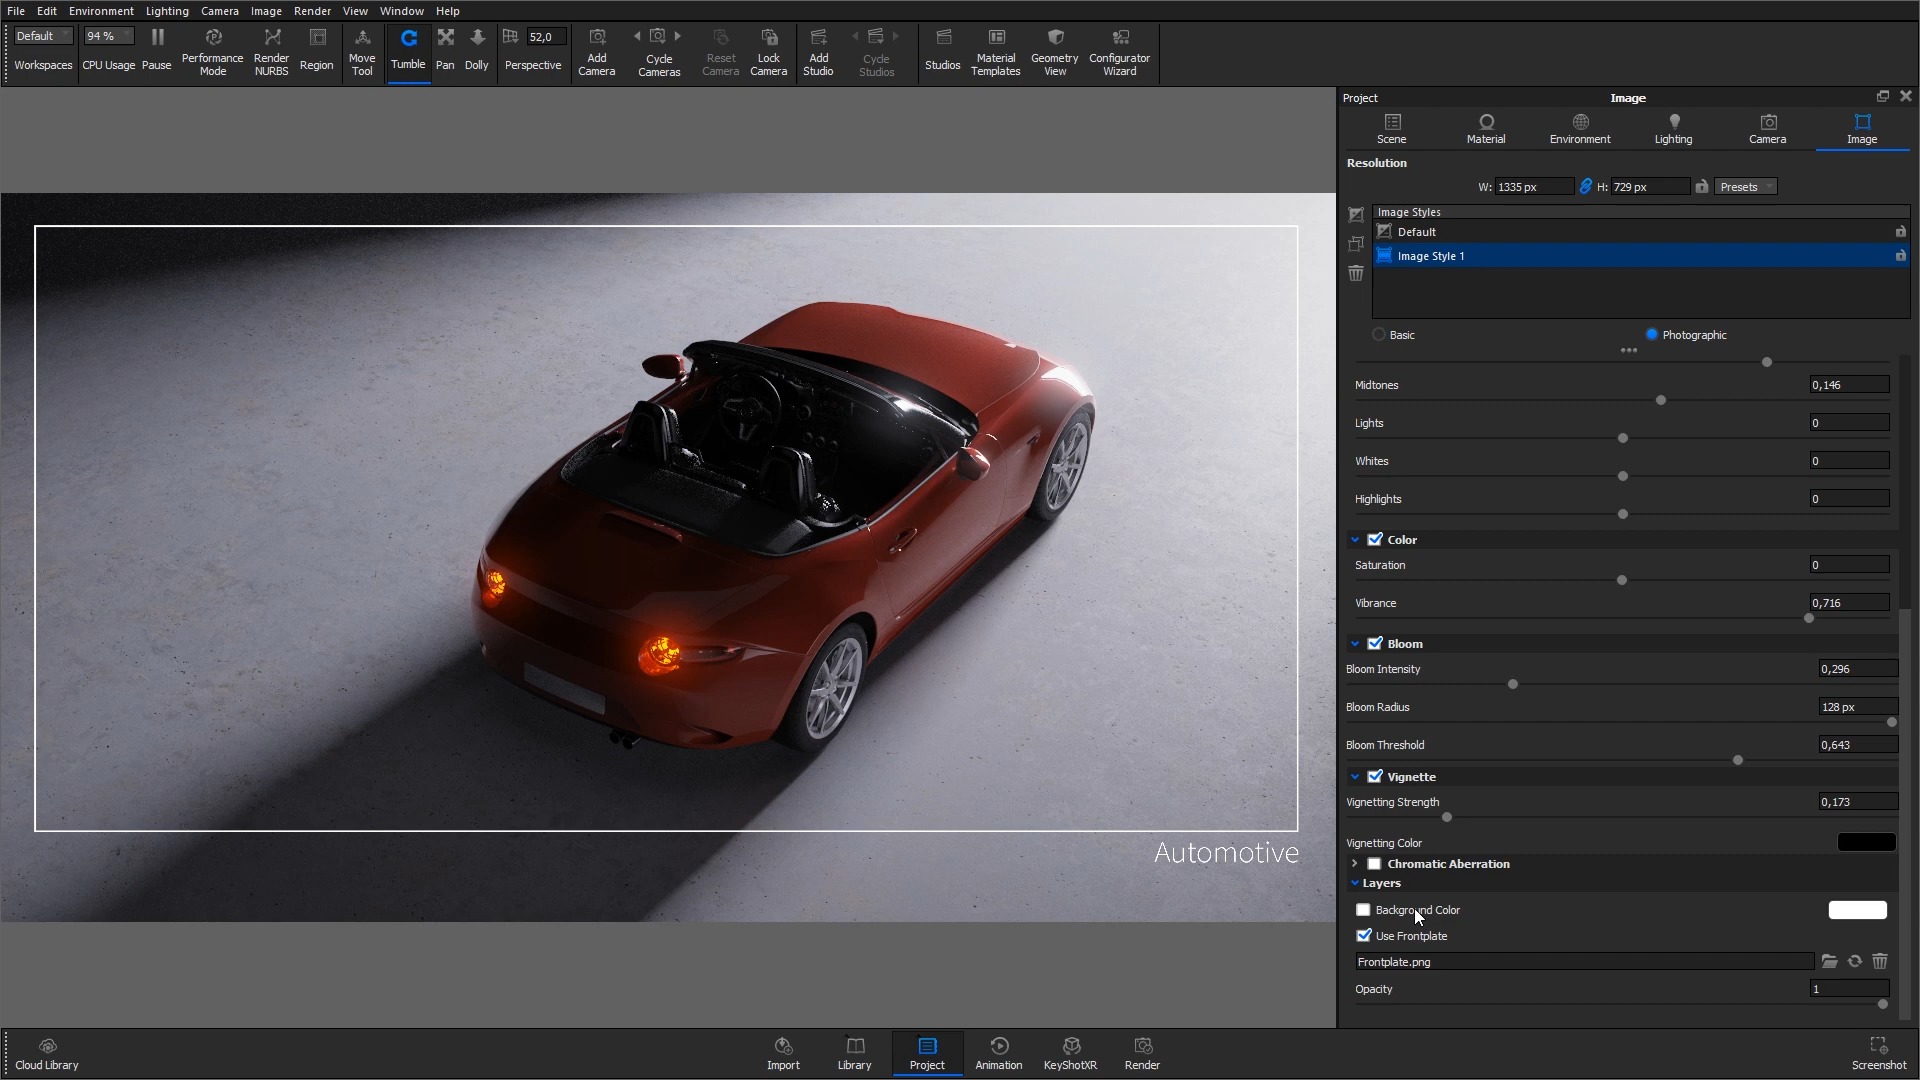 File Edit Environment Lighting Camera Image Render View Window Help
Default 94 % 52,0
Workspaces CPU Usage Pause Performance Mode Render NURBS Region Move Tool Tumble Pan Dolly Perspective Add Camera Cycle Cameras Reset Camera Lock Camera Add Studio Cycle Studios Studios Material Templates Geometry View Configurator Wizard
Project Image
Scene Material Environment Lighting Camera Image
Resolution
W: 1335 px H: 729 px Presets
Image Styles
Default
Image Style 1
Basic Photographic
Midtones 0,146
Lights 0
Whites 0
Highlights 0
Color
Saturation 0
Vibrance 0,716
Bloom
Bloom Intensity 0,296
Bloom Radius 128 px
Bloom Threshold 0,643
Vignette
Vignetting Strength 0,173
Vignetting Color
Chromatic Aberration
Layers
Background Color
Use Frontplate
Frontplate.png
Opacity 1
Automotive
Cloud Library Import Library Project Animation KeyShotXR Render Screenshot